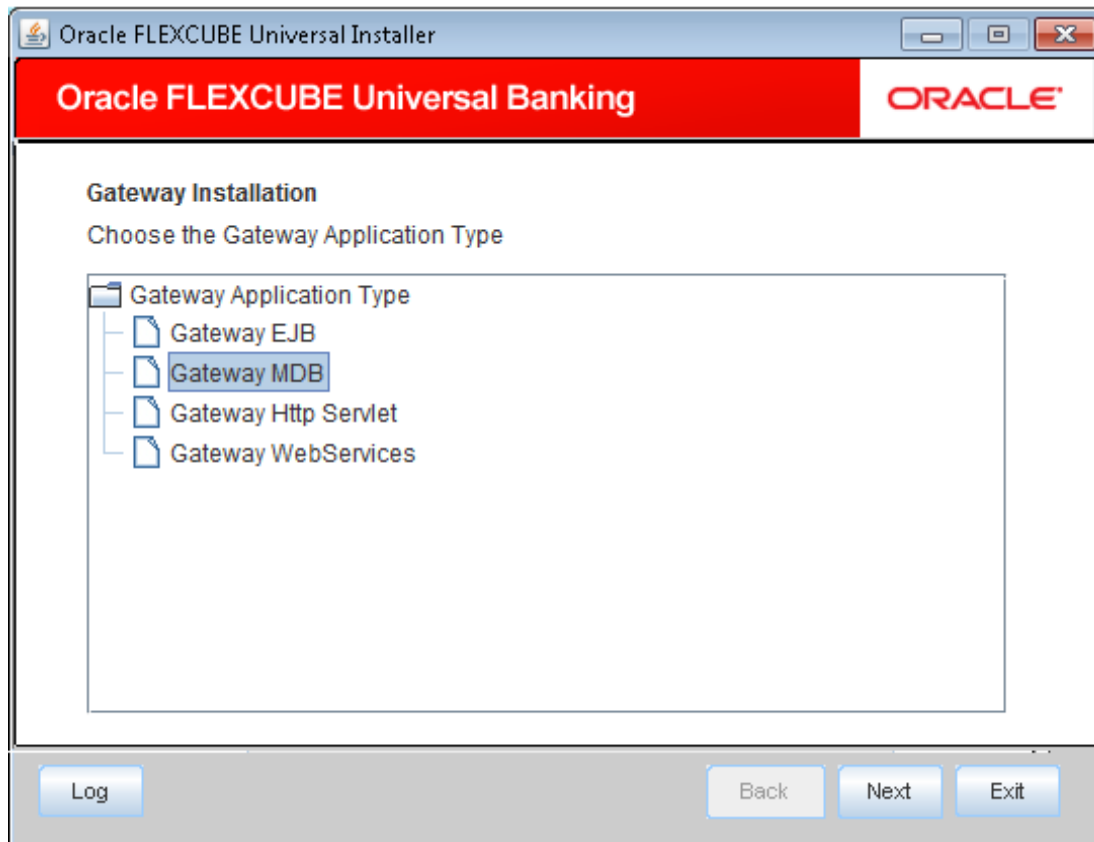 Oracle FLEXCUBE Universal Installer
Oracle FLEXCUBE Universal Banking
ORACLE
Gateway Installation
Choose the Gateway Application Type
Gateway Application Type
Gateway EJB
Gateway MDB
Gateway Http Servlet
Gateway WebServices
Log Back Next Exit